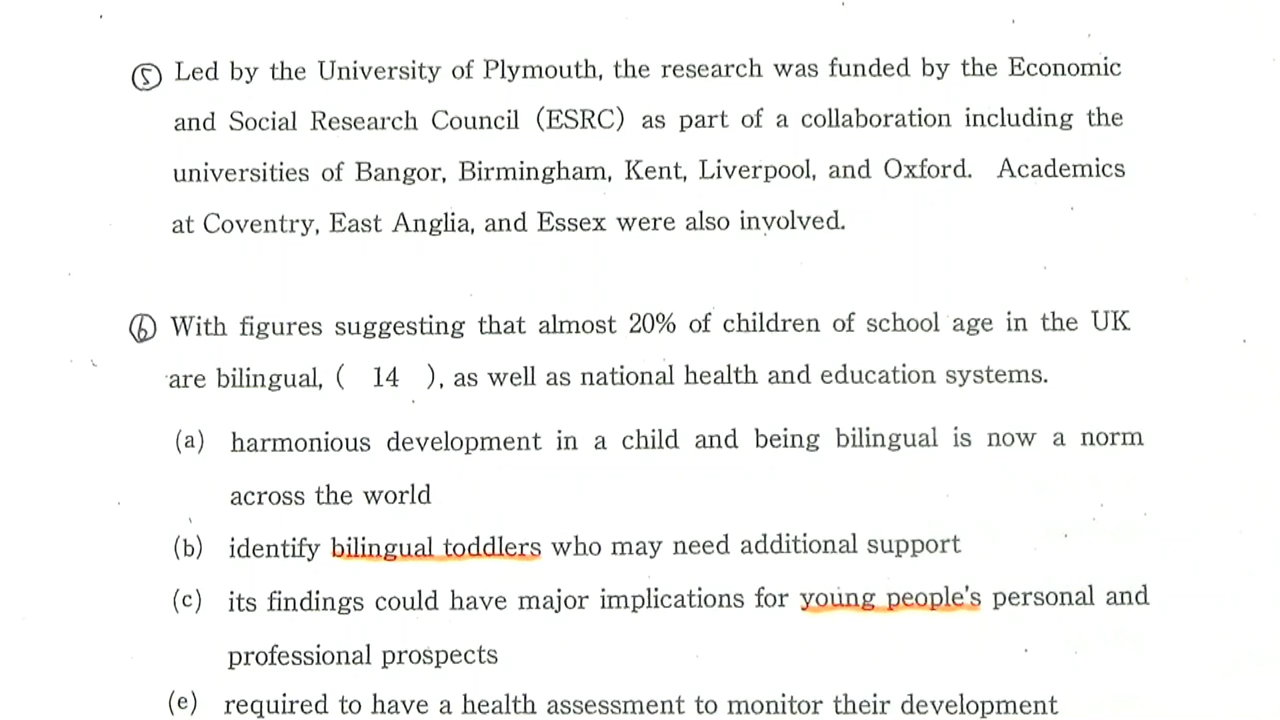 ⑤ Led by the University of Plymouth, the research was funded by the Economic
and Social Research Council (ESRC) as part of a collaboration including the
universities of Bangor, Birmingham, Kent, Liverpool, and Oxford. Academics
at Coventry, East Anglia, and Essex were also involved.
⑥ With figures suggesting that almost 20% of children of school age in the UK
are bilingual, ( 14 ), as well as national health and education systems.
(a) harmonious development in a child and being bilingual is now a norm
across the world
(b) identify bilingual toddlers who may need additional support
(c) its findings could have major implications for young people's personal and
professional prospects
(e) required to have a health assessment to monitor their development